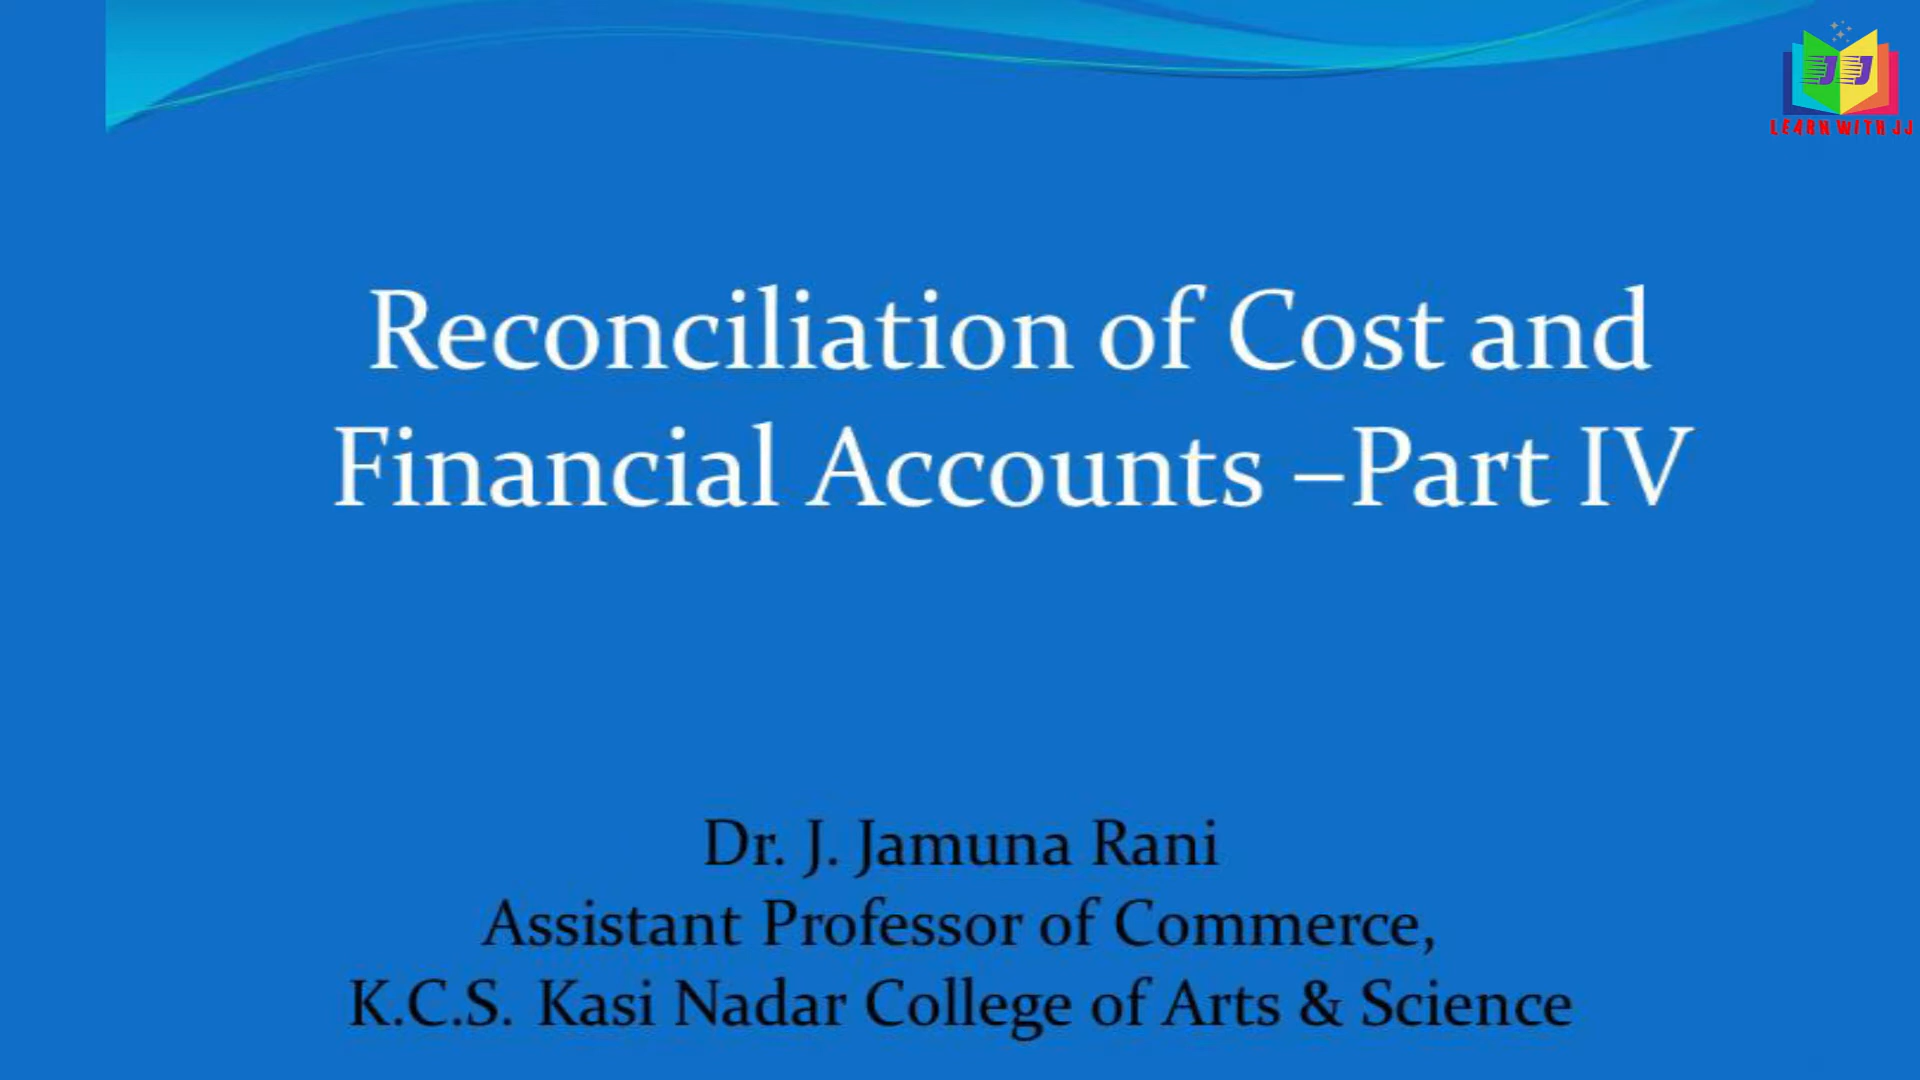 JJ
LEARN WITH JJ
Reconciliation of Cost and
Financial Accounts –Part IV
Dr. J. Jamuna Rani
Assistant Professor of Commerce,
K.C.S. Kasi Nadar College of Arts & Science